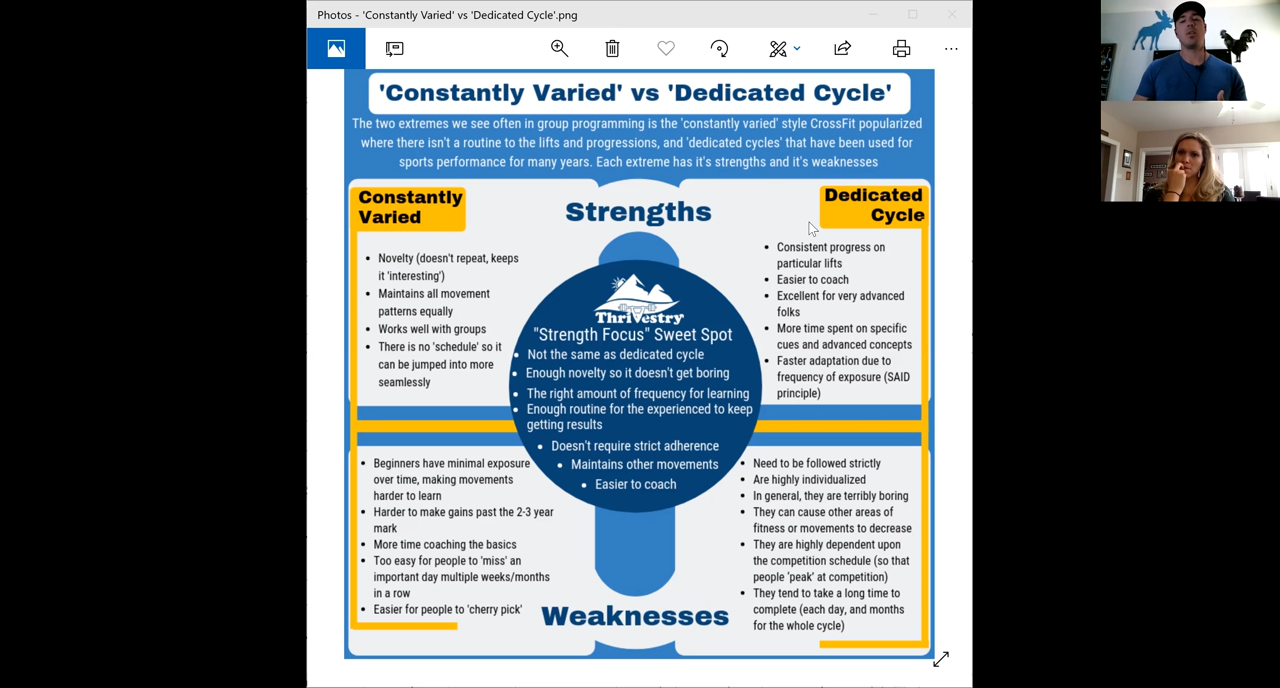 Photos - 'Constantly Varied' vs 'Dedicated Cycle'.png
'Constantly Varied' vs 'Dedicated Cycle'
The two extremes we see often in group programming is the 'constantly varied' style CrossFit popularized
where there isn't a routine to the lifts and progressions, and 'dedicated cycles' that have been used for
sports performance for many years. Each extreme has it's strengths and it's weaknesses
Constantly
Varied
Strengths
Dedicated
Cycle
• Novelty (doesn't repeat, keeps
it 'interesting')
• Maintains all movement
patterns equally
• Works well with groups
• There is no 'schedule' so it
can be jumped into more
seamlessly
• Consistent progress on
particular lifts
• Easier to coach
• Excellent for very advanced
folks
• More time spent on specific
cues and advanced concepts
• Faster adaptation due to
frequency of exposure (SAID
principle)
ThriVestry
"Strength Focus" Sweet Spot
• Not the same as dedicated cycle
• Enough novelty so it doesn't get boring
• The right amount of frequency for learning
• Enough routine for the experienced to keep
getting results
• Doesn't require strict adherence
• Maintains other movements
• Easier to coach
• Beginners have minimal exposure
over time, making movements
harder to learn
• Harder to make gains past the 2-3 year
mark
• More time coaching the basics
• Too easy for people to 'miss' an
important day multiple weeks/months
in a row
• Easier for people to 'cherry pick'
• Need to be followed strictly
• Are highly individualized
• In general, they are terribly boring
• They can cause other areas of
fitness or movements to decrease
• They are highly dependent upon
the competition schedule (so that
people 'peak' at competition)
• They tend to take a long time to
complete (each day, and months
for the whole cycle)
Weaknesses